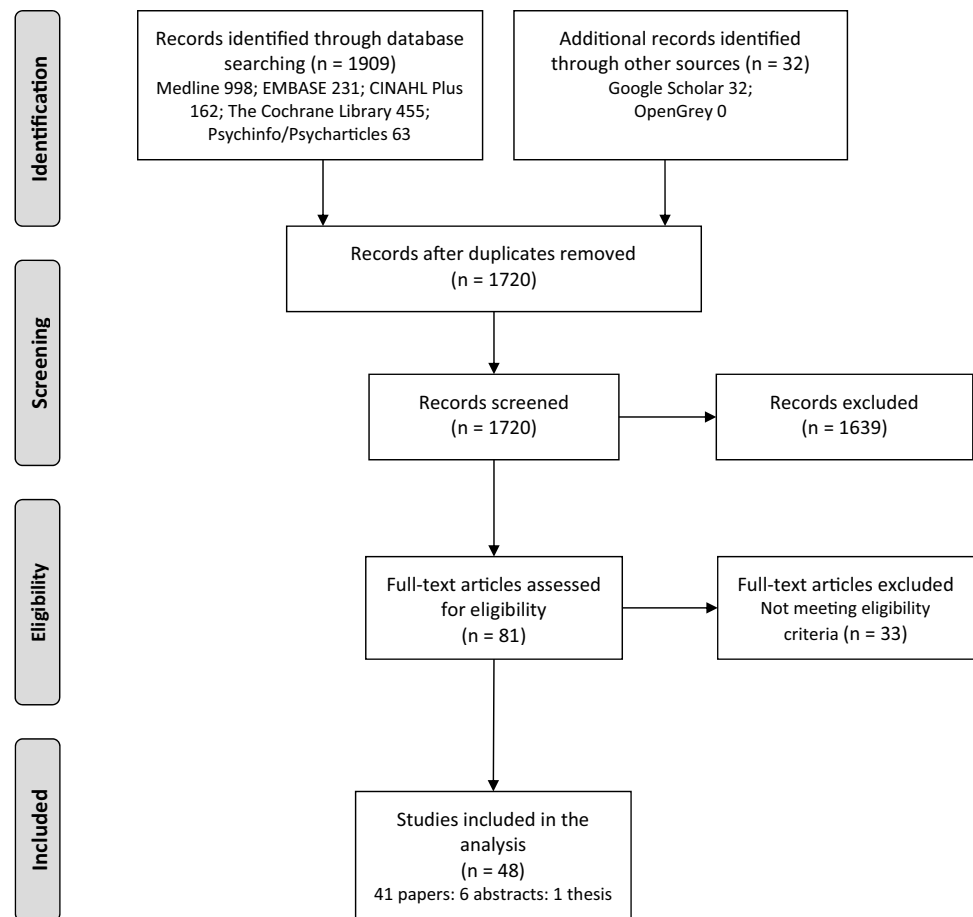 Identification
Records identified through database
searching (n = 1909)
Medline 998; EMBASE 231; CINAHL Plus
162; The Cochrane Library 455;
Psychinfo/Psycharticles 63
Additional records identified
through other sources (n = 32)
Google Scholar 32;
OpenGrey 0
Records after duplicates removed
(n = 1720)
Screening
Records screened
(n = 1720)
Records excluded
(n = 1639)
Eligibility
Full-text articles assessed
for eligibility
(n = 81)
Full-text articles excluded
Not meeting eligibility
criteria (n = 33)
Included
Studies included in the
analysis
(n = 48)
41 papers: 6 abstracts: 1 thesis